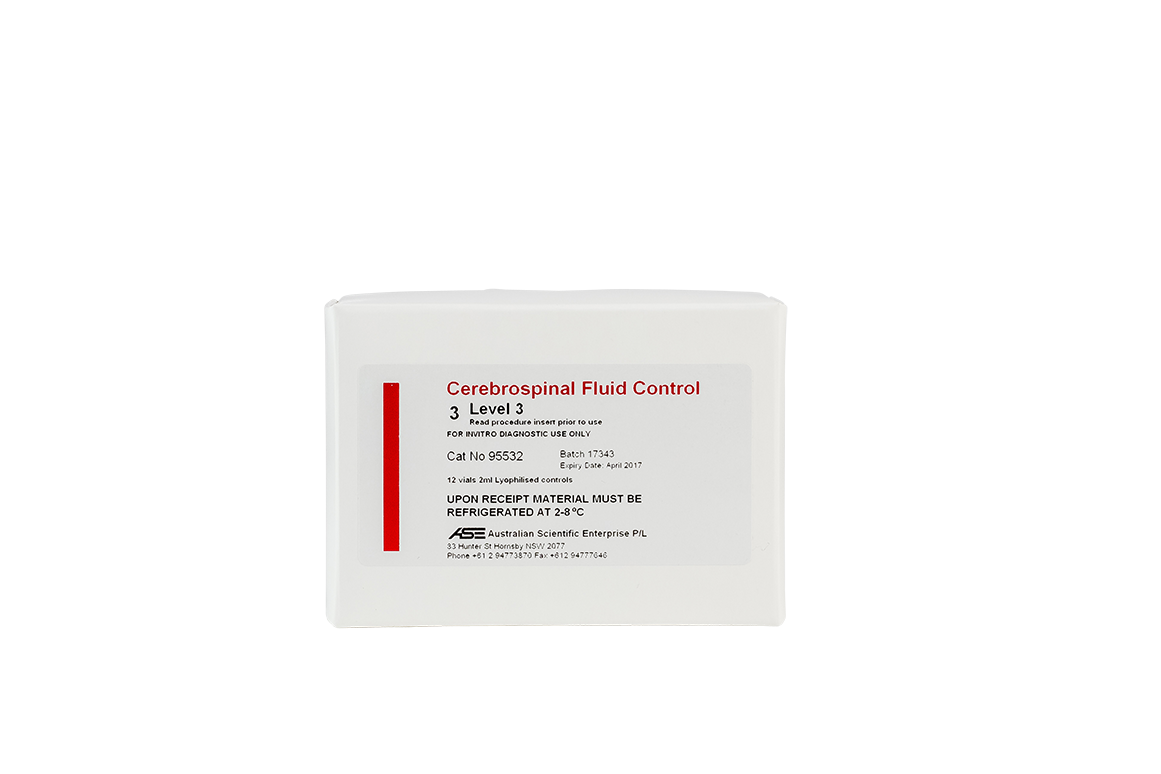 Cerebrospinal Fluid Control
3 Level 3
Read procedure insert prior to use
FOR INVITRO DIAGNOSTIC USE ONLY
Cat No 95532 Batch 17343
Expiry Date: April 2017
12 vials 2ml Lyophilised controls
UPON RECEIPT MATERIAL MUST BE
REFRIGERATED AT 2-8 ºC
ASE Australian Scientific Enterprise P/L
33 Hunter St Hornsby NSW 2077
Phone +61 2 94773870 Fax +612 94777646